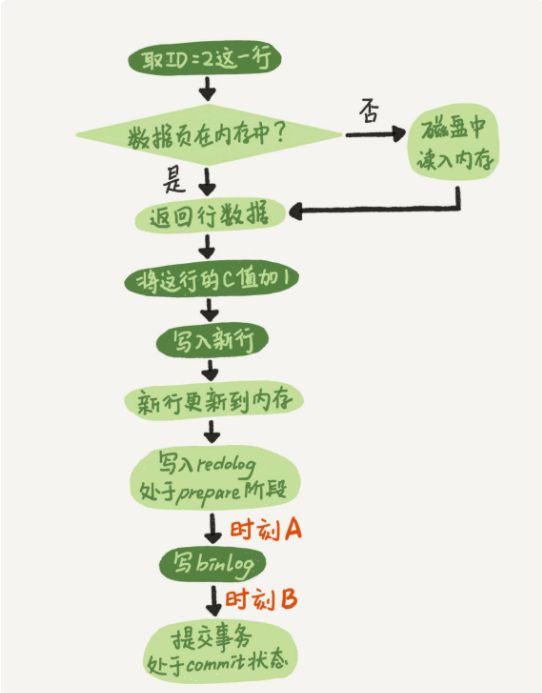 取ID=2这一行
数据页在内存中？
否
磁盘中
读入内存
是
返回行数据
将这行的C值加1
写入新行
新行更新到内存
写入redolog
处于prepare阶段
时刻A
写binlog
时刻B
提交事务
处于commit状态